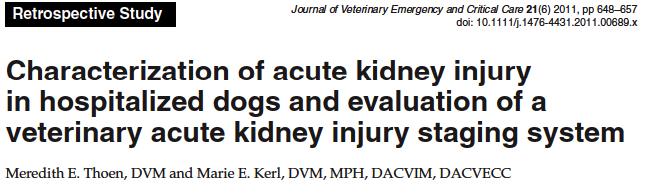 Retrospective Study
Journal of Veterinary Emergency and Critical Care 21(6) 2011, pp 648–657
doi: 10.1111/j.1476-4431.2011.00689.x
Characterization of acute kidney injury
in hospitalized dogs and evaluation of a
veterinary acute kidney injury staging system
Meredith E. Thoen, DVM and Marie E. Kerl, DVM, MPH, DACVIM, DACVECC